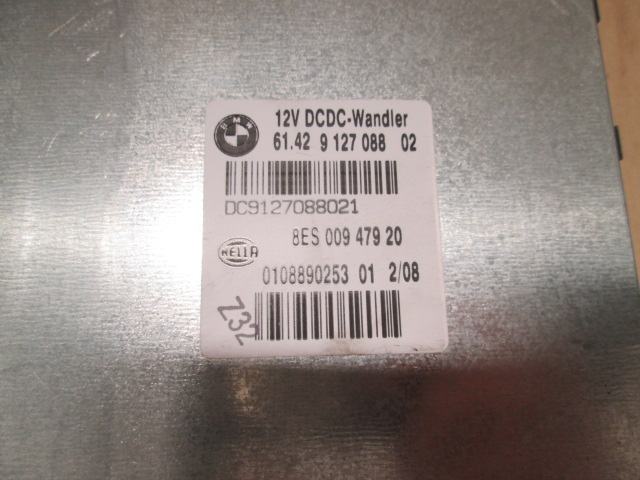 BMW
12V DCDC-Wandler
61.42 9 127 088 02
DC9127088021
8ES 009 479 20
HELLA
0108890253 01 2/08
Z32